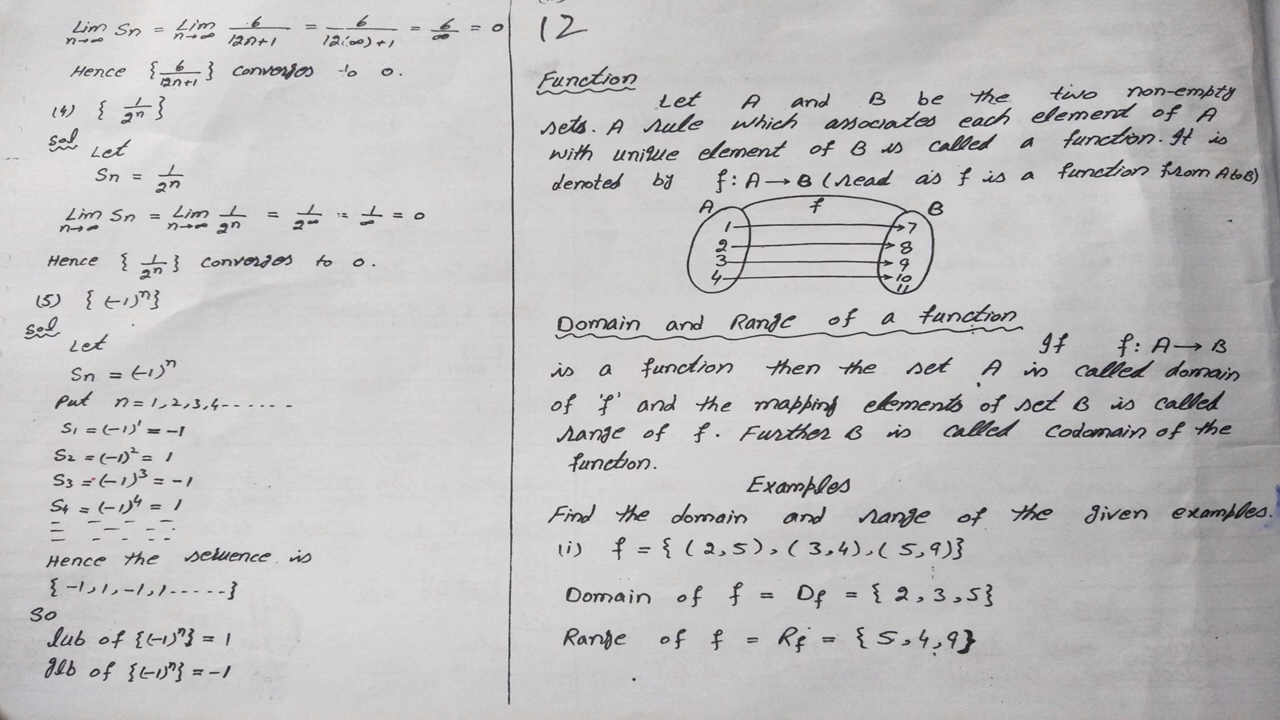 Lim n→∞ Sn = Lim n→∞ 6/12n+1 = 6/12(∞)+1 = 6/∞ = 0
Hence {6/12n+1} converges to 0.
(4) { 1/2^n }
Sol
Let
Sn = 1/2^n
Lim n→∞ Sn = Lim n→∞ 1/2^n = 1/2^∞ = 1/∞ = 0
Hence { 1/2^n } converges to 0.
(5) { (-1)^n }
Sol
Let
Sn = (-1)^n
Put n = 1, 2, 3, 4 ------
S1 = (-1)^1 = -1
S2 = (-1)^2 = 1
S3 = (-1)^3 = -1
S4 = (-1)^4 = 1
Hence the sequence is
{ -1, 1, -1, 1 ----- }
So
lub of {(-1)^n} = 1
glb of {(-1)^n} = -1
12
Function
Let A and B be the two non-empty
sets. A rule which associates each element of A
with unique element of B is called a function. It is
denoted by f: A → B (read as f is a function from A to B)
A f B
1 7
2 8
3 9
4 10
11
Domain and Range of a function
If f: A → B
is a function then the set A is called domain
of 'f' and the mapping elements of set B is called
range of f. Further B is called Codomain of the
function.
Examples
Find the domain and range of the given examples.
(i) f = { (2,5), (3,4), (5,9)}
Domain of f = Df = { 2, 3, 5}
Range of f = Rf = { 5, 4, 9}